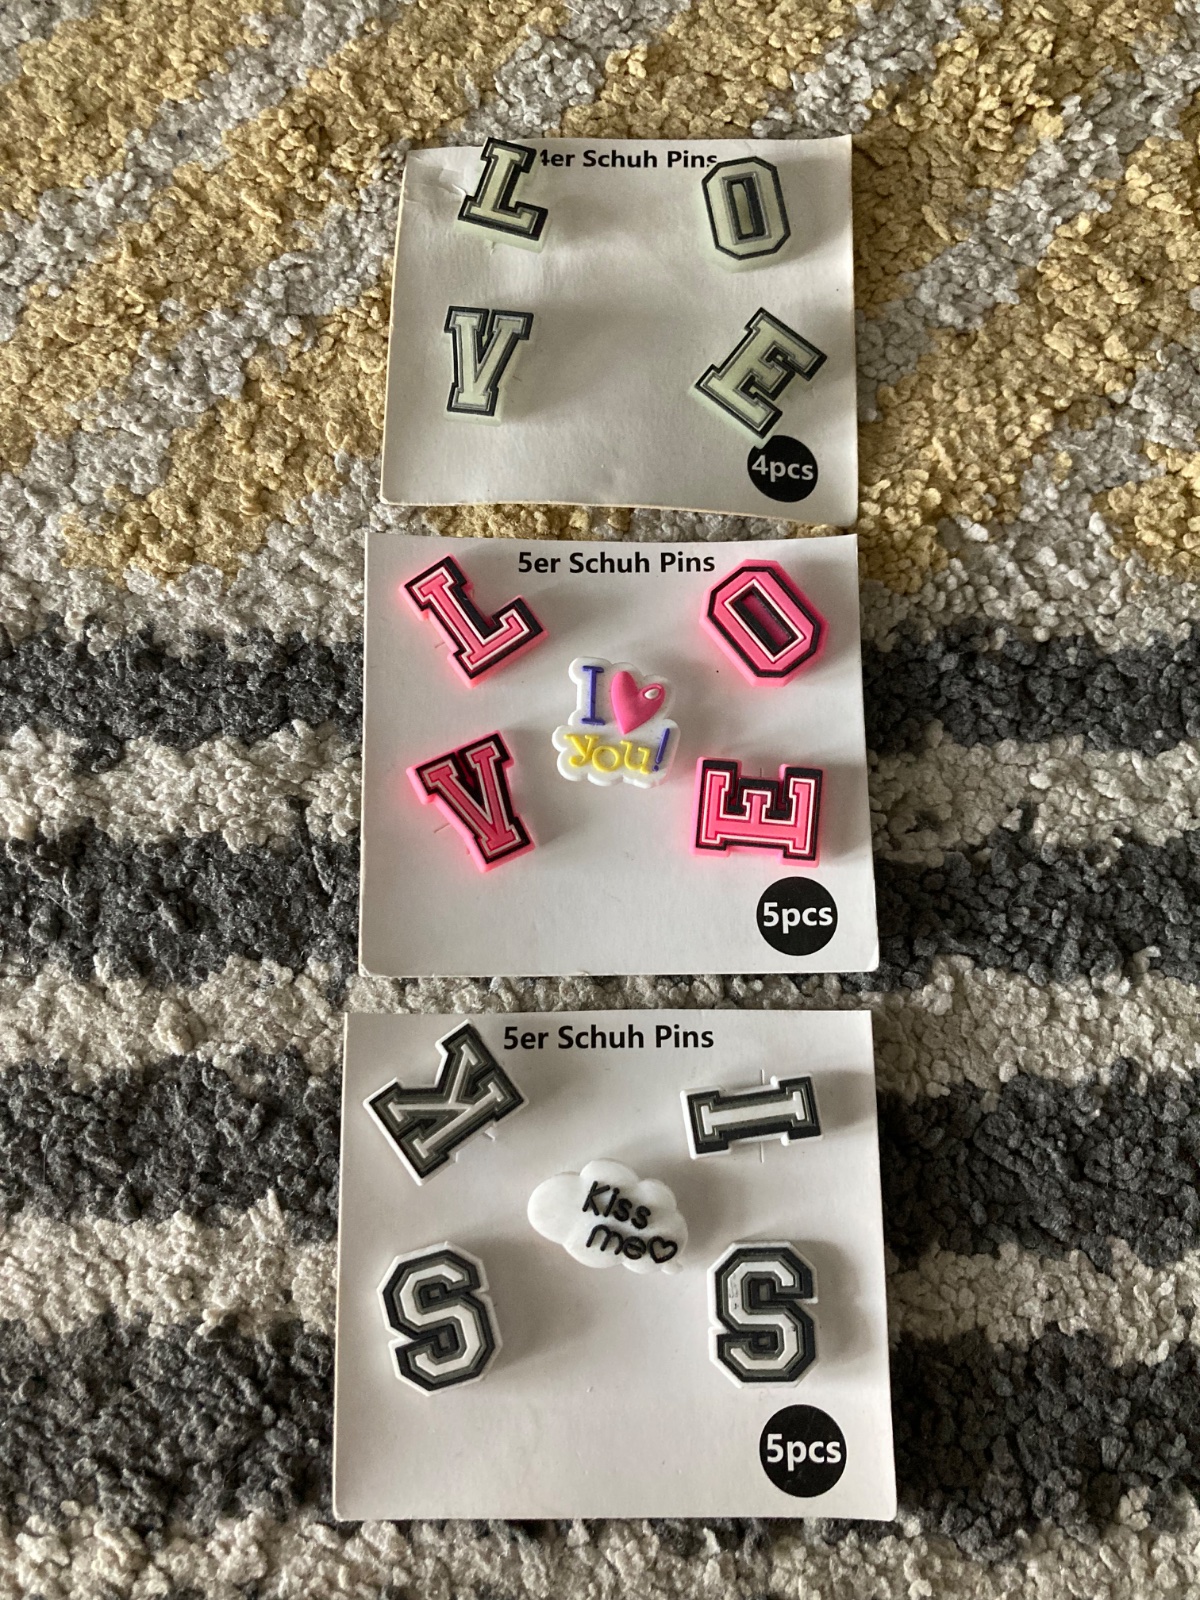 4er Schuh Pins
L O
V E
4pcs
5er Schuh Pins
L O
I ♥
you!
V E
5pcs
5er Schuh Pins
K I
Kiss
me♡
S S
5pcs